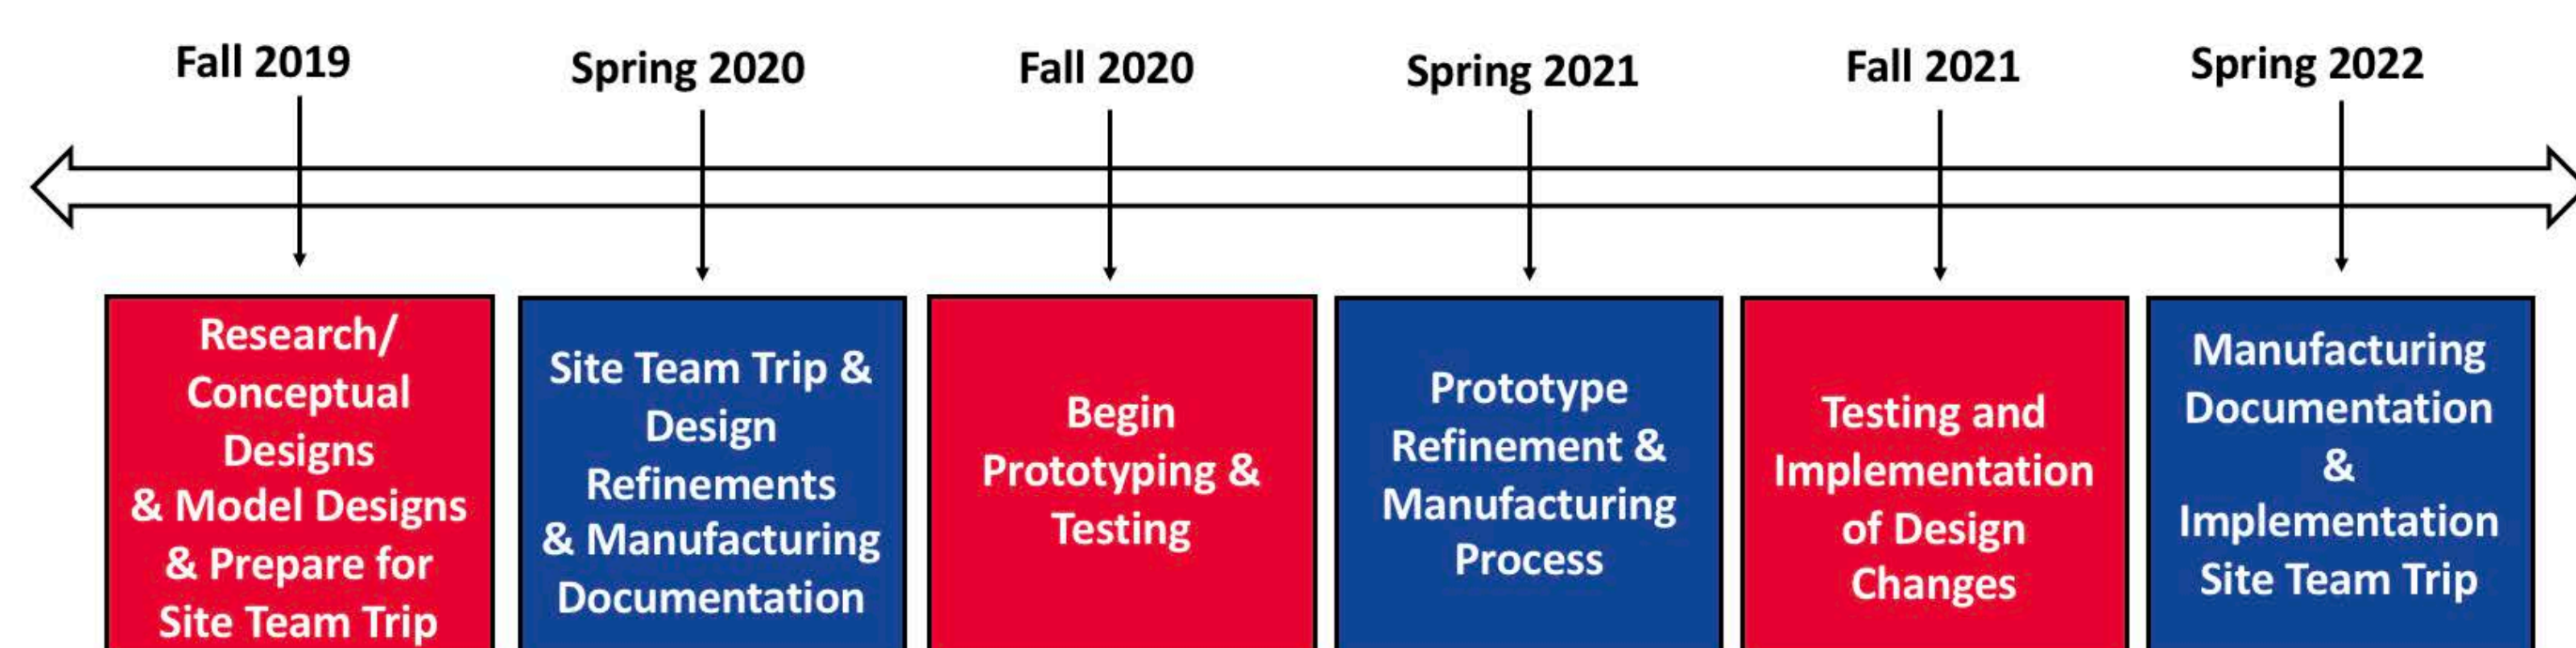 Fall 2019
Spring 2020
Fall 2020
Spring 2021
Fall 2021
Spring 2022
Research/
Conceptual
Designs
& Model Designs
& Prepare for
Site Team Trip
Site Team Trip &
Design
Refinements
& Manufacturing
Documentation
Begin
Prototyping &
Testing
Prototype
Refinement &
Manufacturing
Process
Testing and
Implementation
of Design
Changes
Manufacturing
Documentation
&
Implementation
Site Team Trip